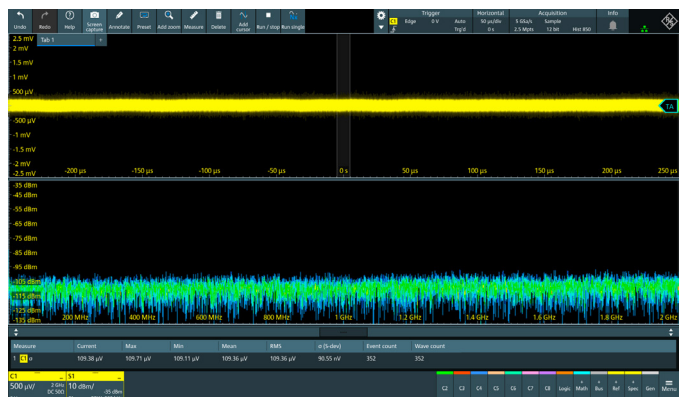 Undo Redo Help Screen capture Annotate Preset Add zoom Measure Delete Add cursor Run / stop Run single
Trigger Horizontal Acquisition Info
C1 Edge 0 V Auto 50 µs/div 5 GSa/s Sample
Trg'd 0 s 2.5 Mpts 12 bit Hist 850
2.5 mV Tab 1 +
2 mV
1.5 mV
500 µV
TA
-500 µV
-1 mV
-1.5 mV
-2 mV
-2.5 mV -200 µs -150 µs -100 µs -50 µs 0 s 50 µs 100 µs 150 µs 200 µs 250 µs
-35 dBm
-45 dBm
-55 dBm
-65 dBm
-75 dBm
-85 dBm
-95 dBm
-105 dBm
-115 dBm
-125 dBm
-135 dBm 200 MHz 400 MHz 600 MHz 800 MHz 1 GHz 1.2 GHz 1.4 GHz 1.6 GHz 1.8 GHz 2 GHz
Measure Current Max Min Mean RMS σ (S-dev) Event count Wave count
1 C1 σ 109.38 µV 109.71 µV 109.11 µV 109.36 µV 109.36 µV 90.55 nV 352 352
C1 S1
500 µV/ 2 GHz DC 50Ω 10 dBm/ -35 dBm
C2 C3 C4 C5 C6 C7 C8 Logic Math Bus Ref Spec Gen Menu